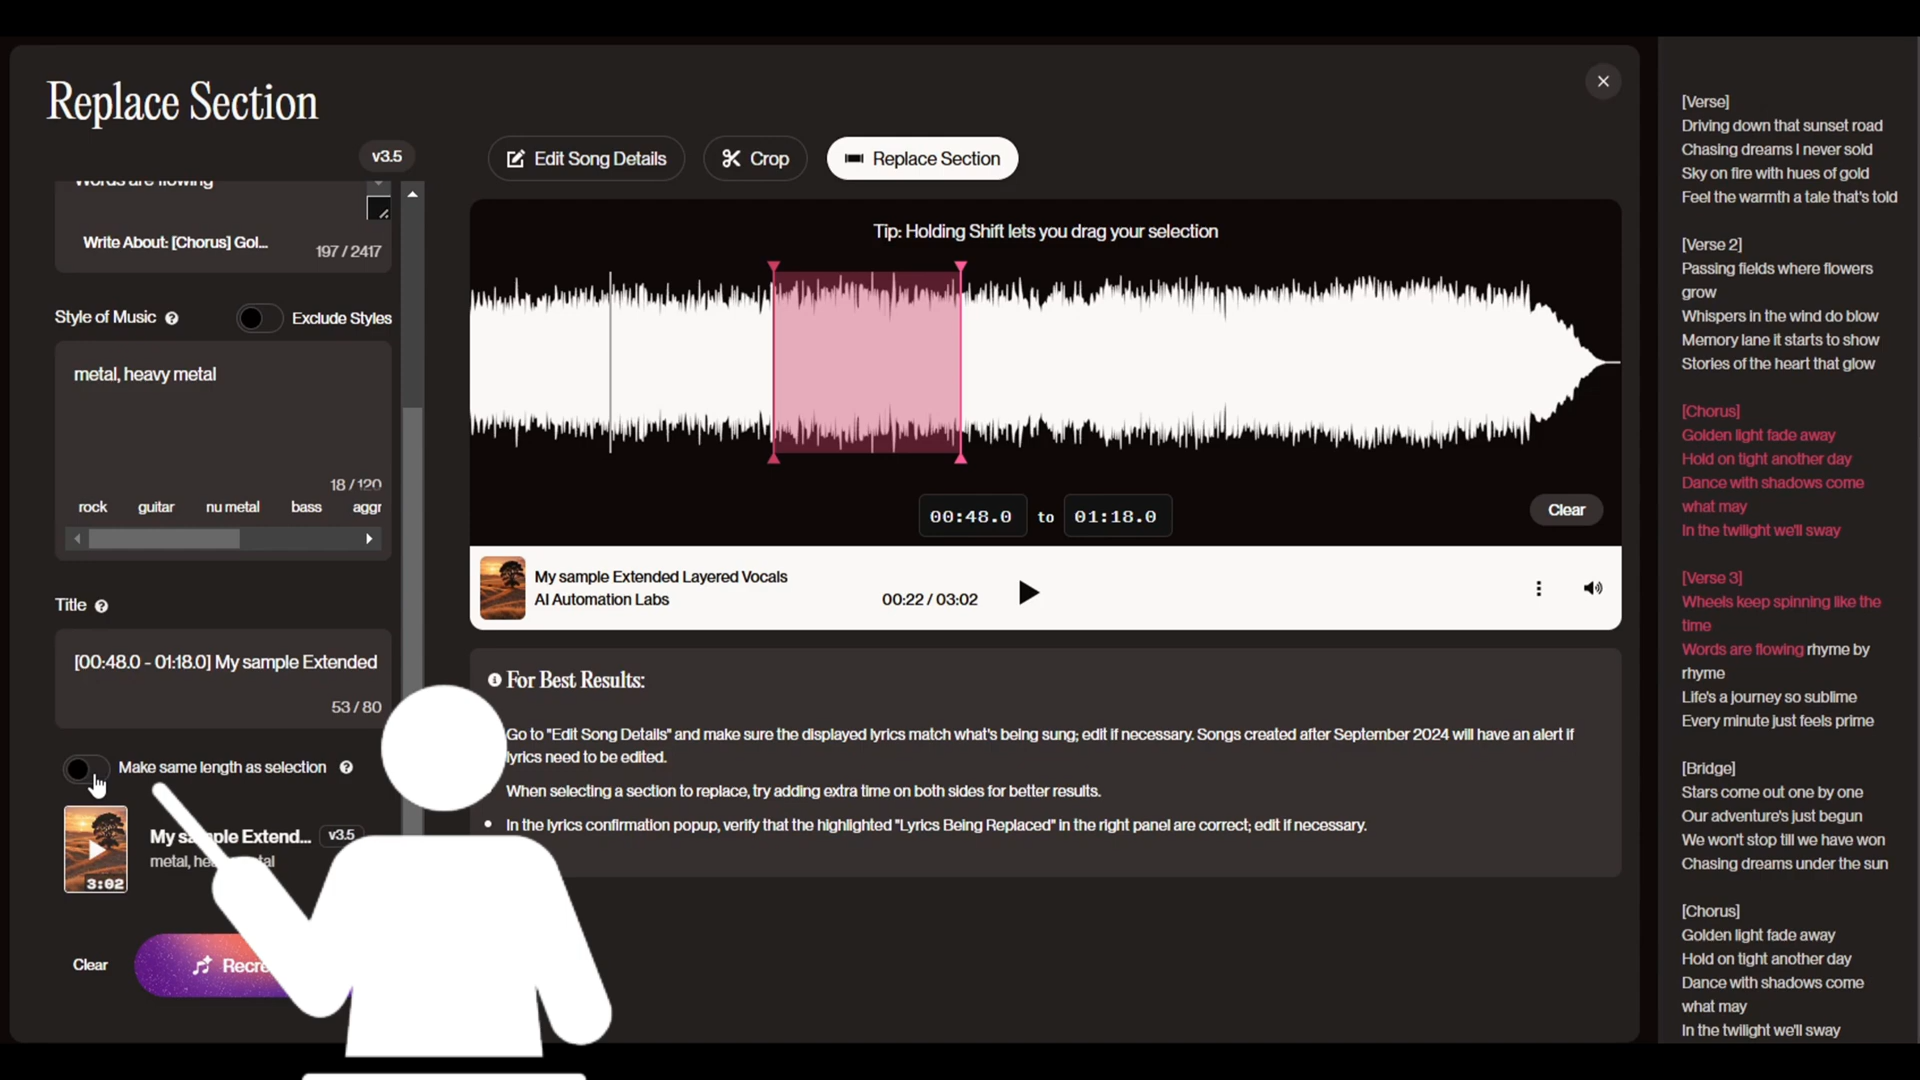 Replace Section
v3.5
Words are flowing
Write About: [Chorus] Gol...
197 / 2417
Style of Music
Exclude Styles
metal, heavy metal
18 / 120
rock guitar nu metal bass aggr
Title
[00:48.0 - 01:18.0] My sample Extended
53 / 80
Make same length as selection
My sample Extend... v3.5
metal,
3:02
Clear
Edit Song Details
Crop
Replace Section
Tip: Holding Shift lets you drag your selection
00:48.0 to 01:18.0
Clear
My sample Extended Layered Vocals
AI Automation Labs
00:22 / 03:02
For Best Results:
Go to "Edit Song Details" and make sure the displayed lyrics match what's being sung; edit if necessary. Songs created after September 2024 will have an alert if
lyrics need to be edited.
When selecting a section to replace, try adding extra time on both sides for better results.
In the lyrics confirmation popup, verify that the highlighted "Lyrics Being Replaced" in the right panel are correct; edit if necessary.
[Verse]
Driving down that sunset road
Chasing dreams I never sold
Sky on fire with hues of gold
Feel the warmth a tale that's told
[Verse 2]
Passing fields where flowers
grow
Whispers in the wind do blow
Memory lane it starts to show
Stories of the heart that glow
[Chorus]
Golden light fade away
Hold on tight another day
Dance with shadows come
what may
In the twilight we'll sway
[Verse 3]
Wheels keep spinning like the
time
Words are flowing rhyme by
rhyme
Life's a journey so sublime
Every minute just feels prime
[Bridge]
Stars come out one by one
Our adventure's just begun
We won't stop till we have won
Chasing dreams under the sun
[Chorus]
Golden light fade away
Hold on tight another day
Dance with shadows come
what may
In the twilight we'll sway